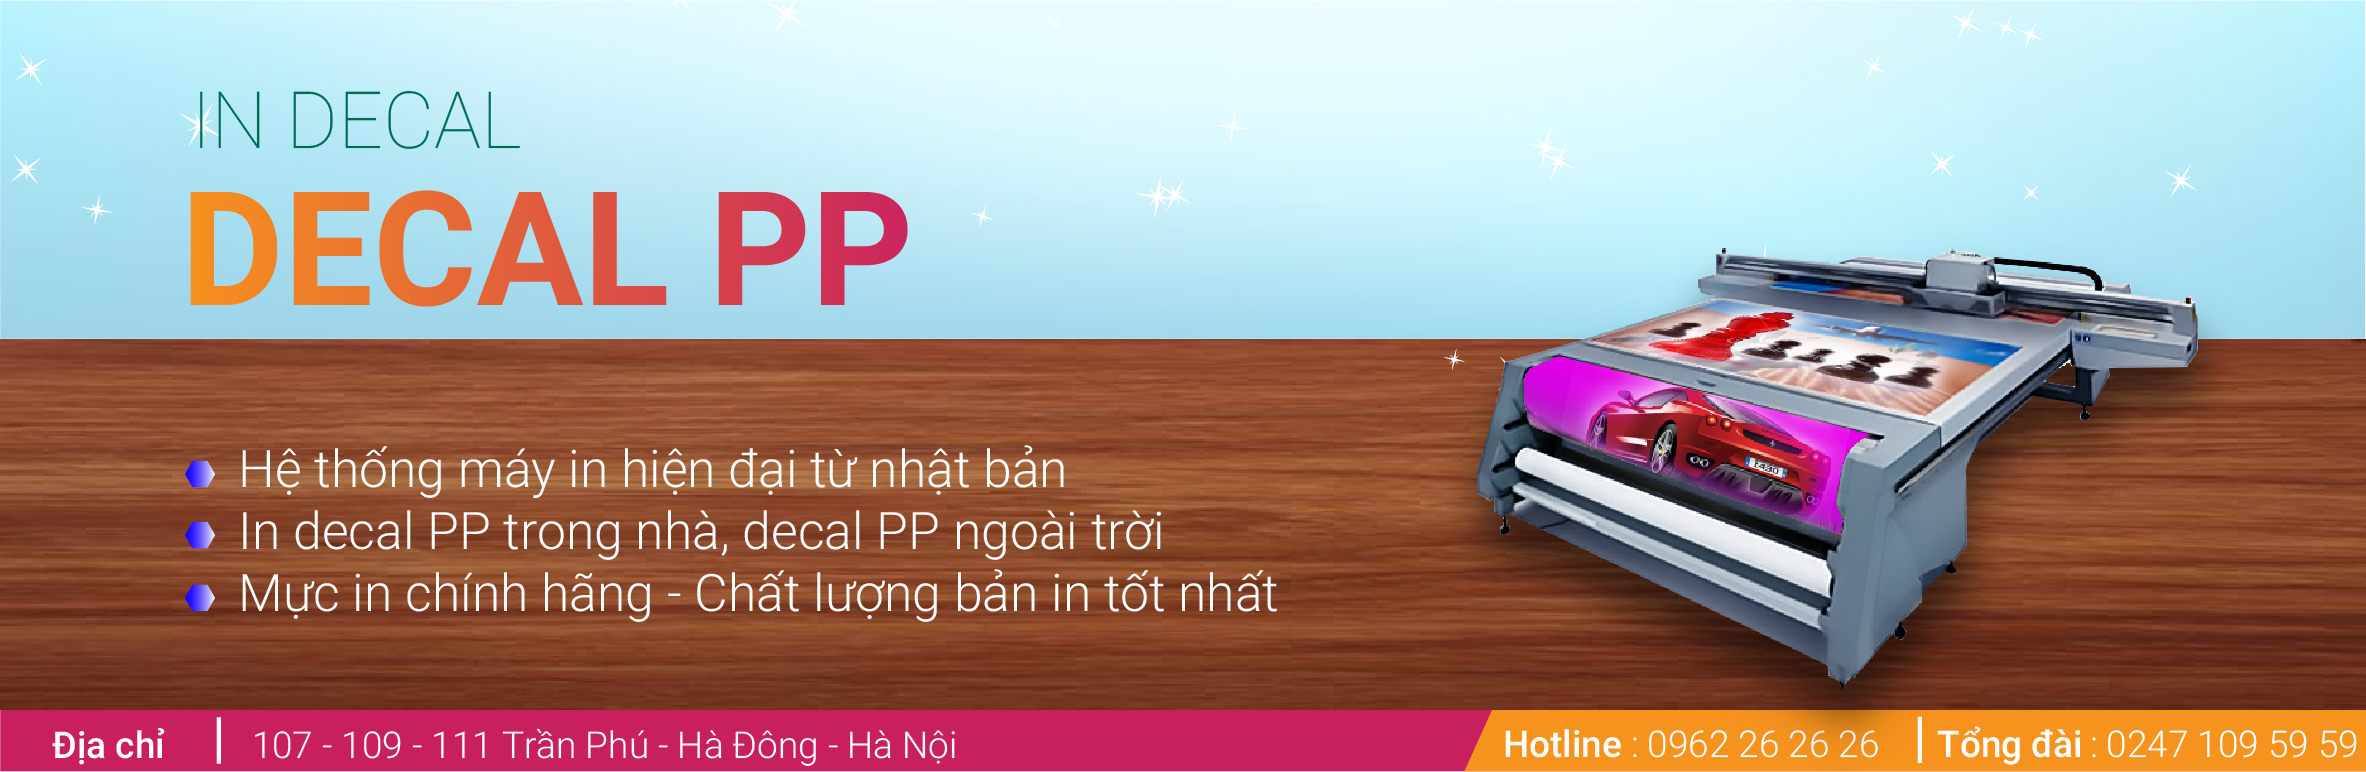 IN DECAL
DECAL PP
Hệ thống máy in hiện đại từ nhật bản
In decal PP trong nhà, decal PP ngoài trời
Mực in chính hãng - Chất lượng bản in tốt nhất
Địa chỉ | 107 - 109 - 111 Trần Phú - Hà Đông - Hà Nội
Hotline : 0962 26 26 26 | Tổng đài : 0247 109 59 59